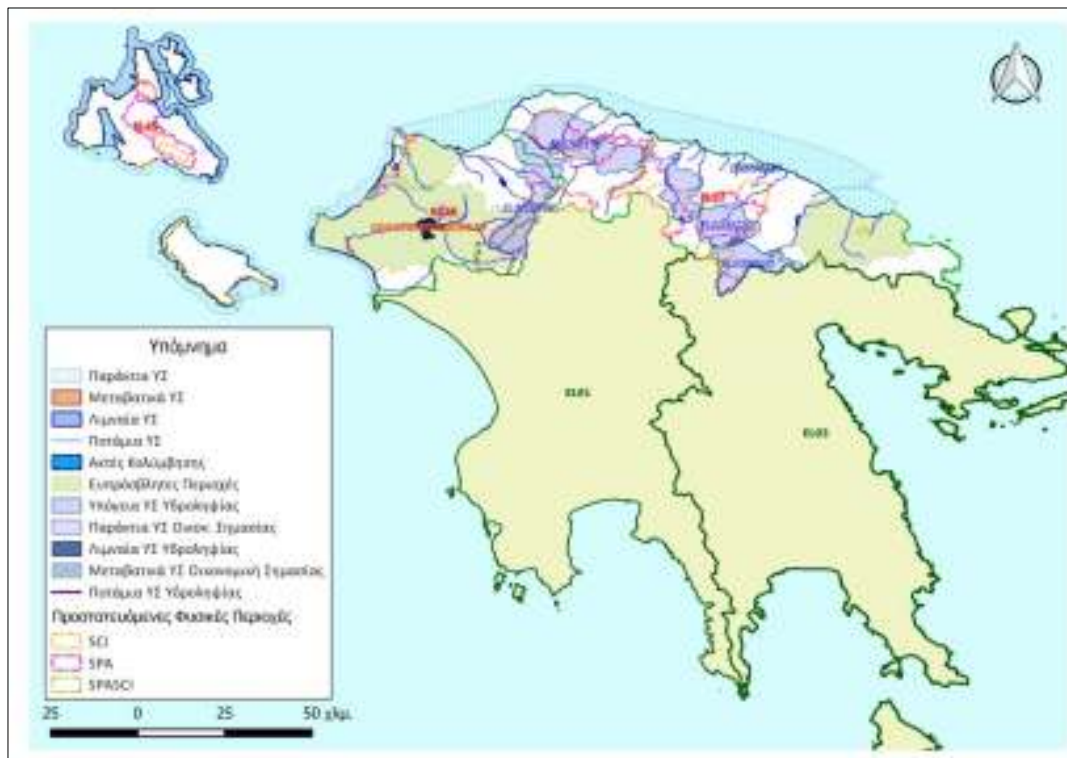 EL01
EL03
Υπόμνημα
Παράκτια ΥΣ
Μεταβατικά ΥΣ
Λιμναία ΥΣ
Ποτάμια ΥΣ
Ακτές Κολύμβησης
Ευπρόσβλητες Περιοχές
Υπόγεια ΥΣ Υδροληψίας
Παράκτια ΥΣ Οικον. Σημασίας
Λιμναία ΥΣ Υδροληψίας
Μεταβατικά ΥΣ Οικονομική Σημασίας
Ποτάμια ΥΣ Υδροληψίας
Προστατευόμενες Φυσικές Περιοχές
SCI
SPA
SPASCI
25 0 25 50 χλμ.